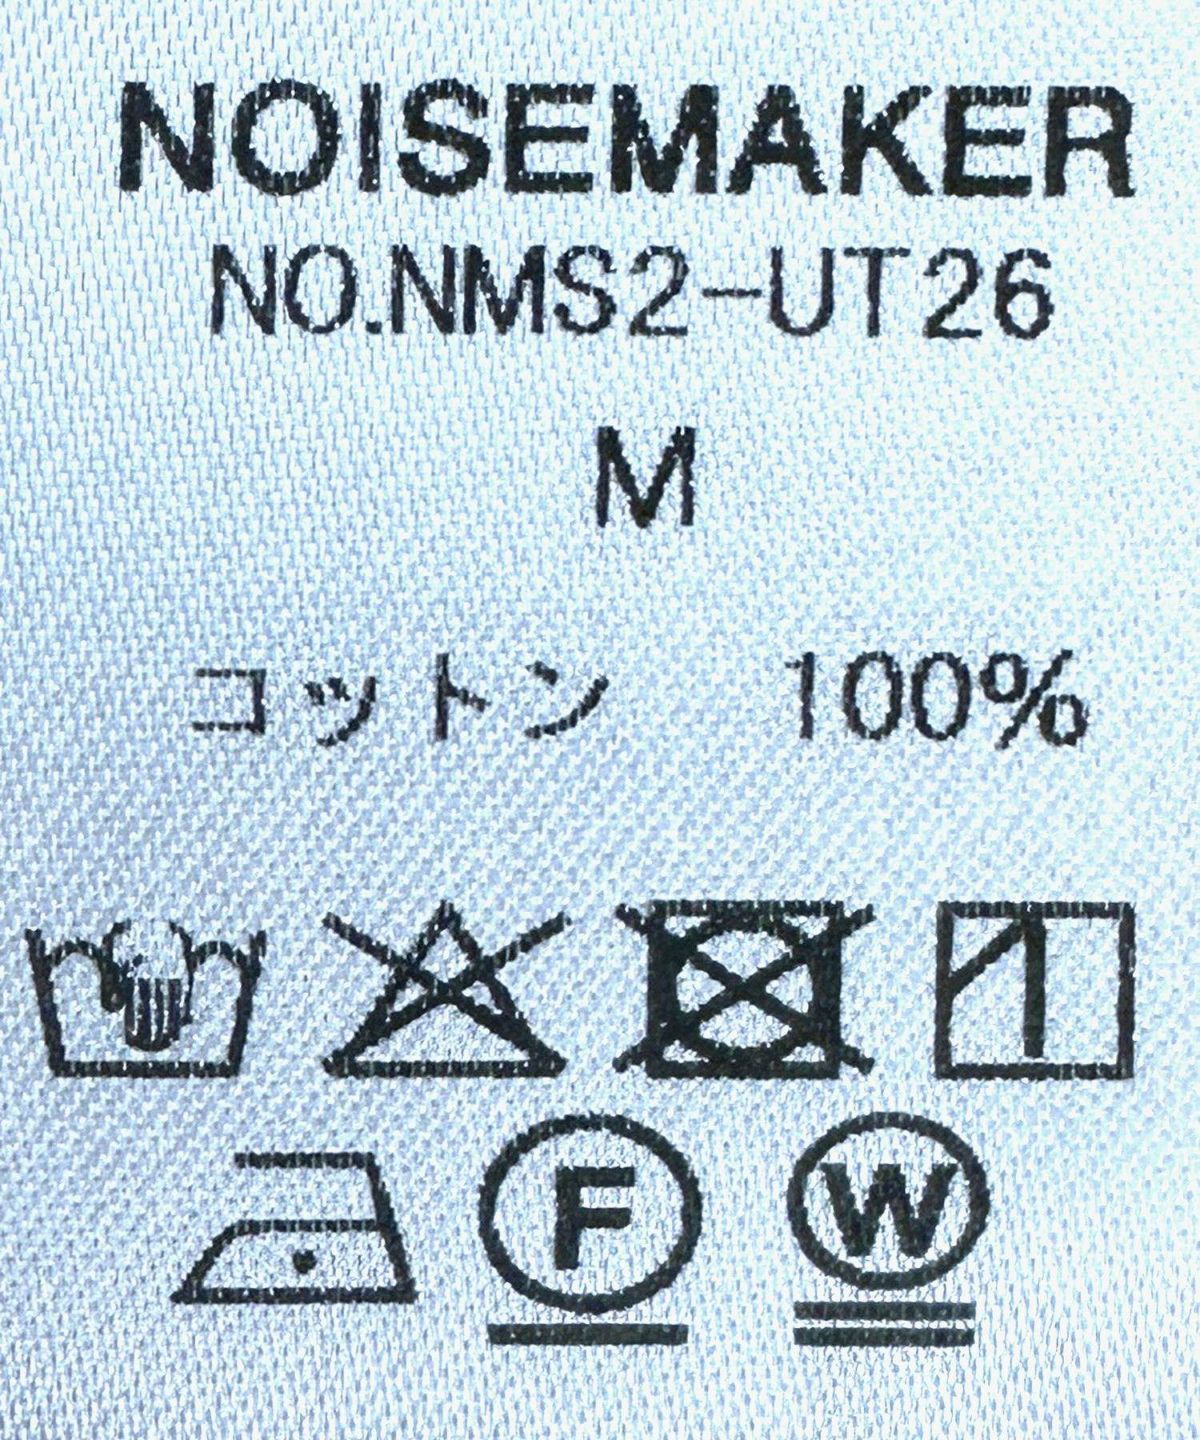 NOISEMAKER
NO.NMS2-UT26
M
コットン 100%
F W